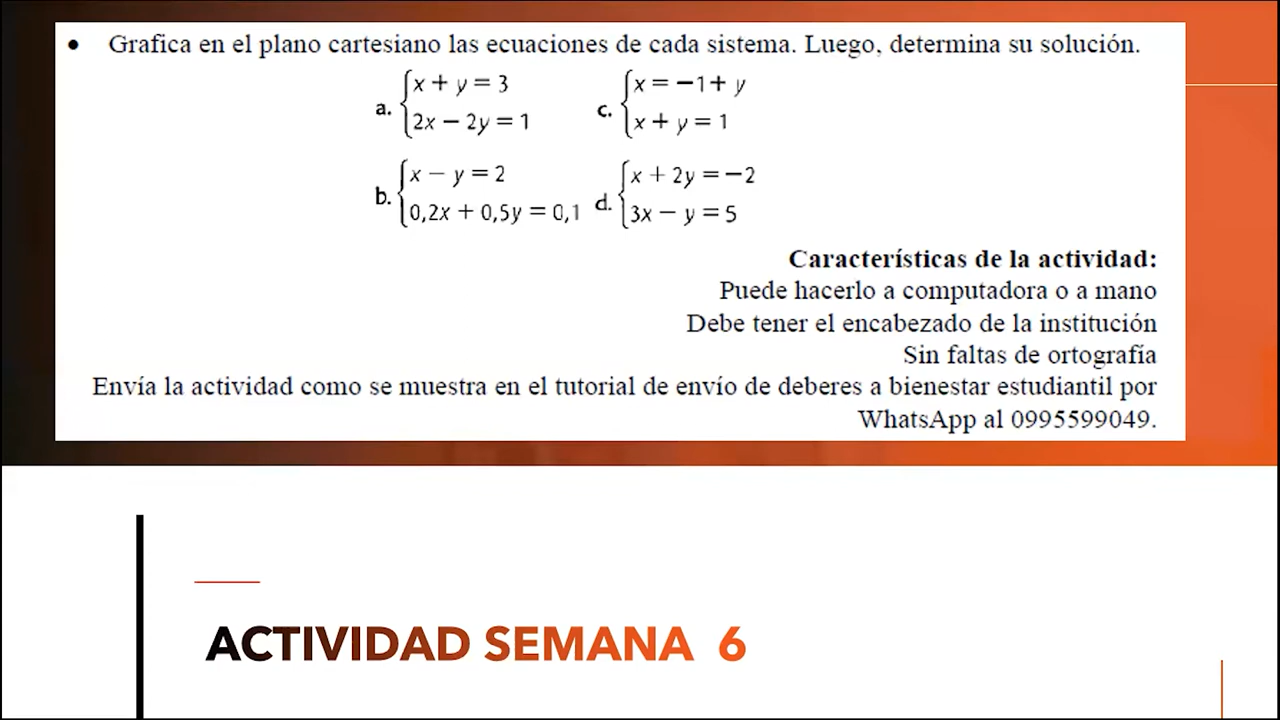 • Grafica en el plano cartesiano las ecuaciones de cada sistema. Luego, determina su solución.
a. {x + y = 3
2x − 2y = 1
c. {x = −1+ y
x + y = 1
b. {x − y = 2
0,2x + 0,5y = 0,1
d. {x + 2y = −2
3x − y = 5
Características de la actividad:
Puede hacerlo a computadora o a mano
Debe tener el encabezado de la institución
Sin faltas de ortografía
Envía la actividad como se muestra en el tutorial de envío de deberes a bienestar estudiantil por
WhatsApp al 0995599049.
ACTIVIDAD SEMANA 6